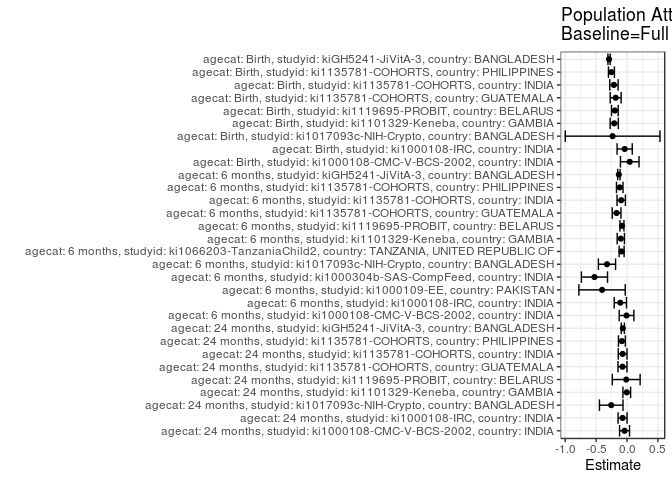 Population Att
Baseline=Full
agecat: Birth, studyid: kiGH5241-JiVitA-3, country: BANGLADESH
agecat: Birth, studyid: ki1135781-COHORTS, country: PHILIPPINES
agecat: Birth, studyid: ki1135781-COHORTS, country: INDIA
agecat: Birth, studyid: ki1135781-COHORTS, country: GUATEMALA
agecat: Birth, studyid: ki1119695-PROBIT, country: BELARUS
agecat: Birth, studyid: ki1101329-Keneba, country: GAMBIA
agecat: Birth, studyid: ki1017093c-NIH-Crypto, country: BANGLADESH
agecat: Birth, studyid: ki1000108-IRC, country: INDIA
agecat: Birth, studyid: ki1000108-CMC-V-BCS-2002, country: INDIA
agecat: 6 months, studyid: kiGH5241-JiVitA-3, country: BANGLADESH
agecat: 6 months, studyid: ki1135781-COHORTS, country: PHILIPPINES
agecat: 6 months, studyid: ki1135781-COHORTS, country: INDIA
agecat: 6 months, studyid: ki1135781-COHORTS, country: GUATEMALA
agecat: 6 months, studyid: ki1119695-PROBIT, country: BELARUS
agecat: 6 months, studyid: ki1101329-Keneba, country: GAMBIA
agecat: 6 months, studyid: ki1066203-TanzaniaChild2, country: TANZANIA, UNITED REPUBLIC OF
agecat: 6 months, studyid: ki1017093c-NIH-Crypto, country: BANGLADESH
agecat: 6 months, studyid: ki1000304b-SAS-CompFeed, country: INDIA
agecat: 6 months, studyid: ki1000109-EE, country: PAKISTAN
agecat: 6 months, studyid: ki1000108-IRC, country: INDIA
agecat: 6 months, studyid: ki1000108-CMC-V-BCS-2002, country: INDIA
agecat: 24 months, studyid: kiGH5241-JiVitA-3, country: BANGLADESH
agecat: 24 months, studyid: ki1135781-COHORTS, country: PHILIPPINES
agecat: 24 months, studyid: ki1135781-COHORTS, country: INDIA
agecat: 24 months, studyid: ki1135781-COHORTS, country: GUATEMALA
agecat: 24 months, studyid: ki1119695-PROBIT, country: BELARUS
agecat: 24 months, studyid: ki1101329-Keneba, country: GAMBIA
agecat: 24 months, studyid: ki1017093c-NIH-Crypto, country: BANGLADESH
agecat: 24 months, studyid: ki1000108-IRC, country: INDIA
agecat: 24 months, studyid: ki1000108-CMC-V-BCS-2002, country: INDIA
-1.0 -0.5 0.0 0.5
Estimate